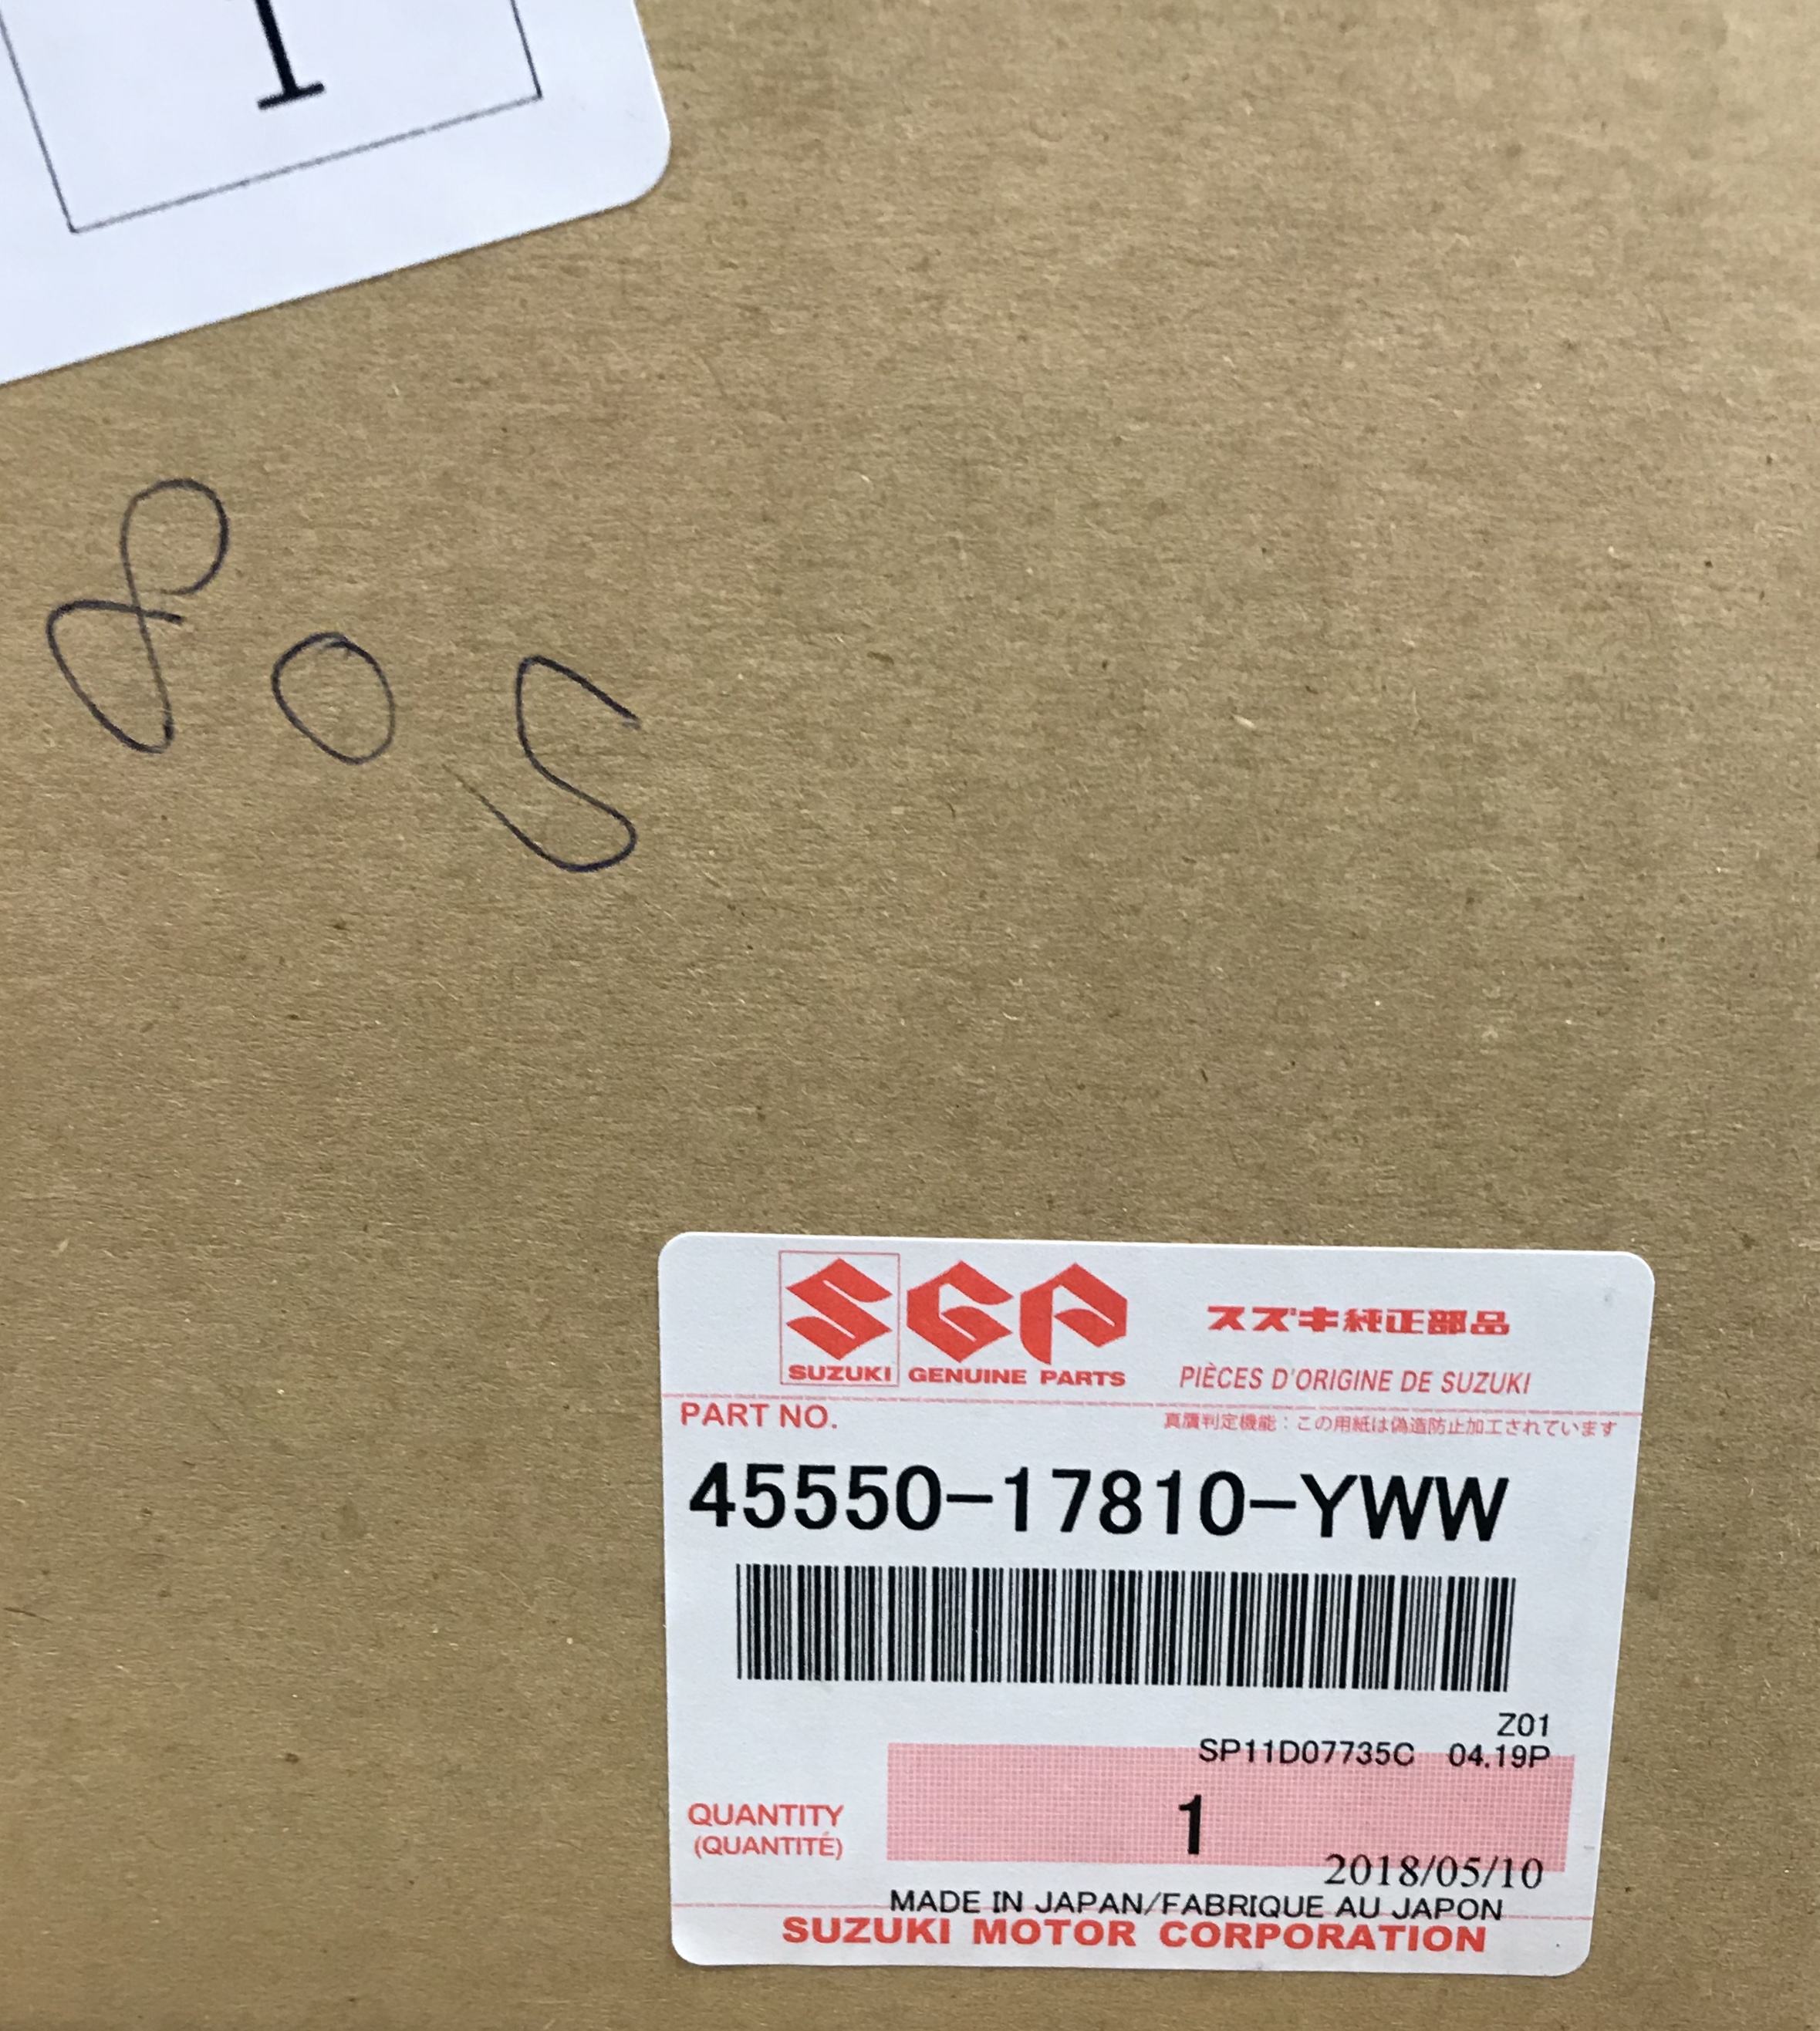 1
80S
SGP
SUZUKI GENUINE PARTS
スズキ純正部品
PIÈCES D'ORIGINE DE SUZUKI
PART NO.
真贋判定機能：この用紙は偽造防止加工されています
45550-17810-YWW
Z01
SP11D07735C 04.19P
QUANTITY
(QUANTITÉ)
1
2018/05/10
MADE IN JAPAN/FABRIQUE AU JAPON
SUZUKI MOTOR CORPORATION